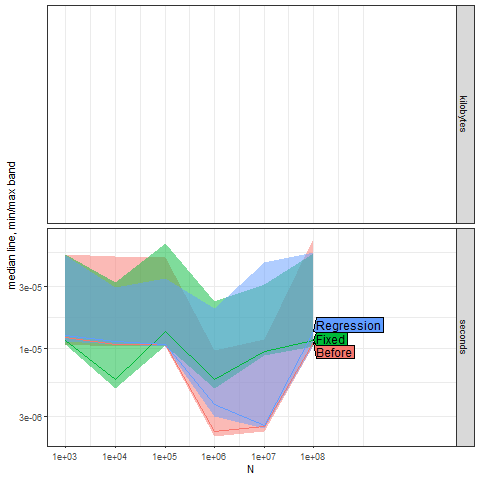 kilobytes
median line, min/max band
seconds
3e-05
1e-05
3e-06
Regression
Fixed
Before
1e+03 1e+04 1e+05 1e+06 1e+07 1e+08
N